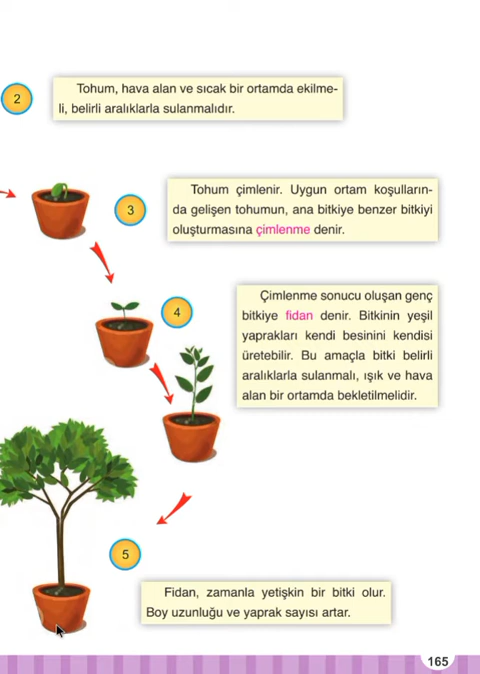 2
Tohum, hava alan ve sıcak bir ortamda ekilme-
li, belirli aralıklarla sulanmalıdır.
3
Tohum çimlenir. Uygun ortam koşulların-
da gelişen tohumun, ana bitkiye benzer bitkiyi
oluşturmasına çimlenme denir.
4
Çimlenme sonucu oluşan genç
bitkiye fidan denir. Bitkinin yeşil
yaprakları kendi besinini kendisi
üretebilir. Bu amaçla bitki belirli
aralıklarla sulanmalı, ışık ve hava
alan bir ortamda bekletilmelidir.
5
Fidan, zamanla yetişkin bir bitki olur.
Boy uzunluğu ve yaprak sayısı artar.
165